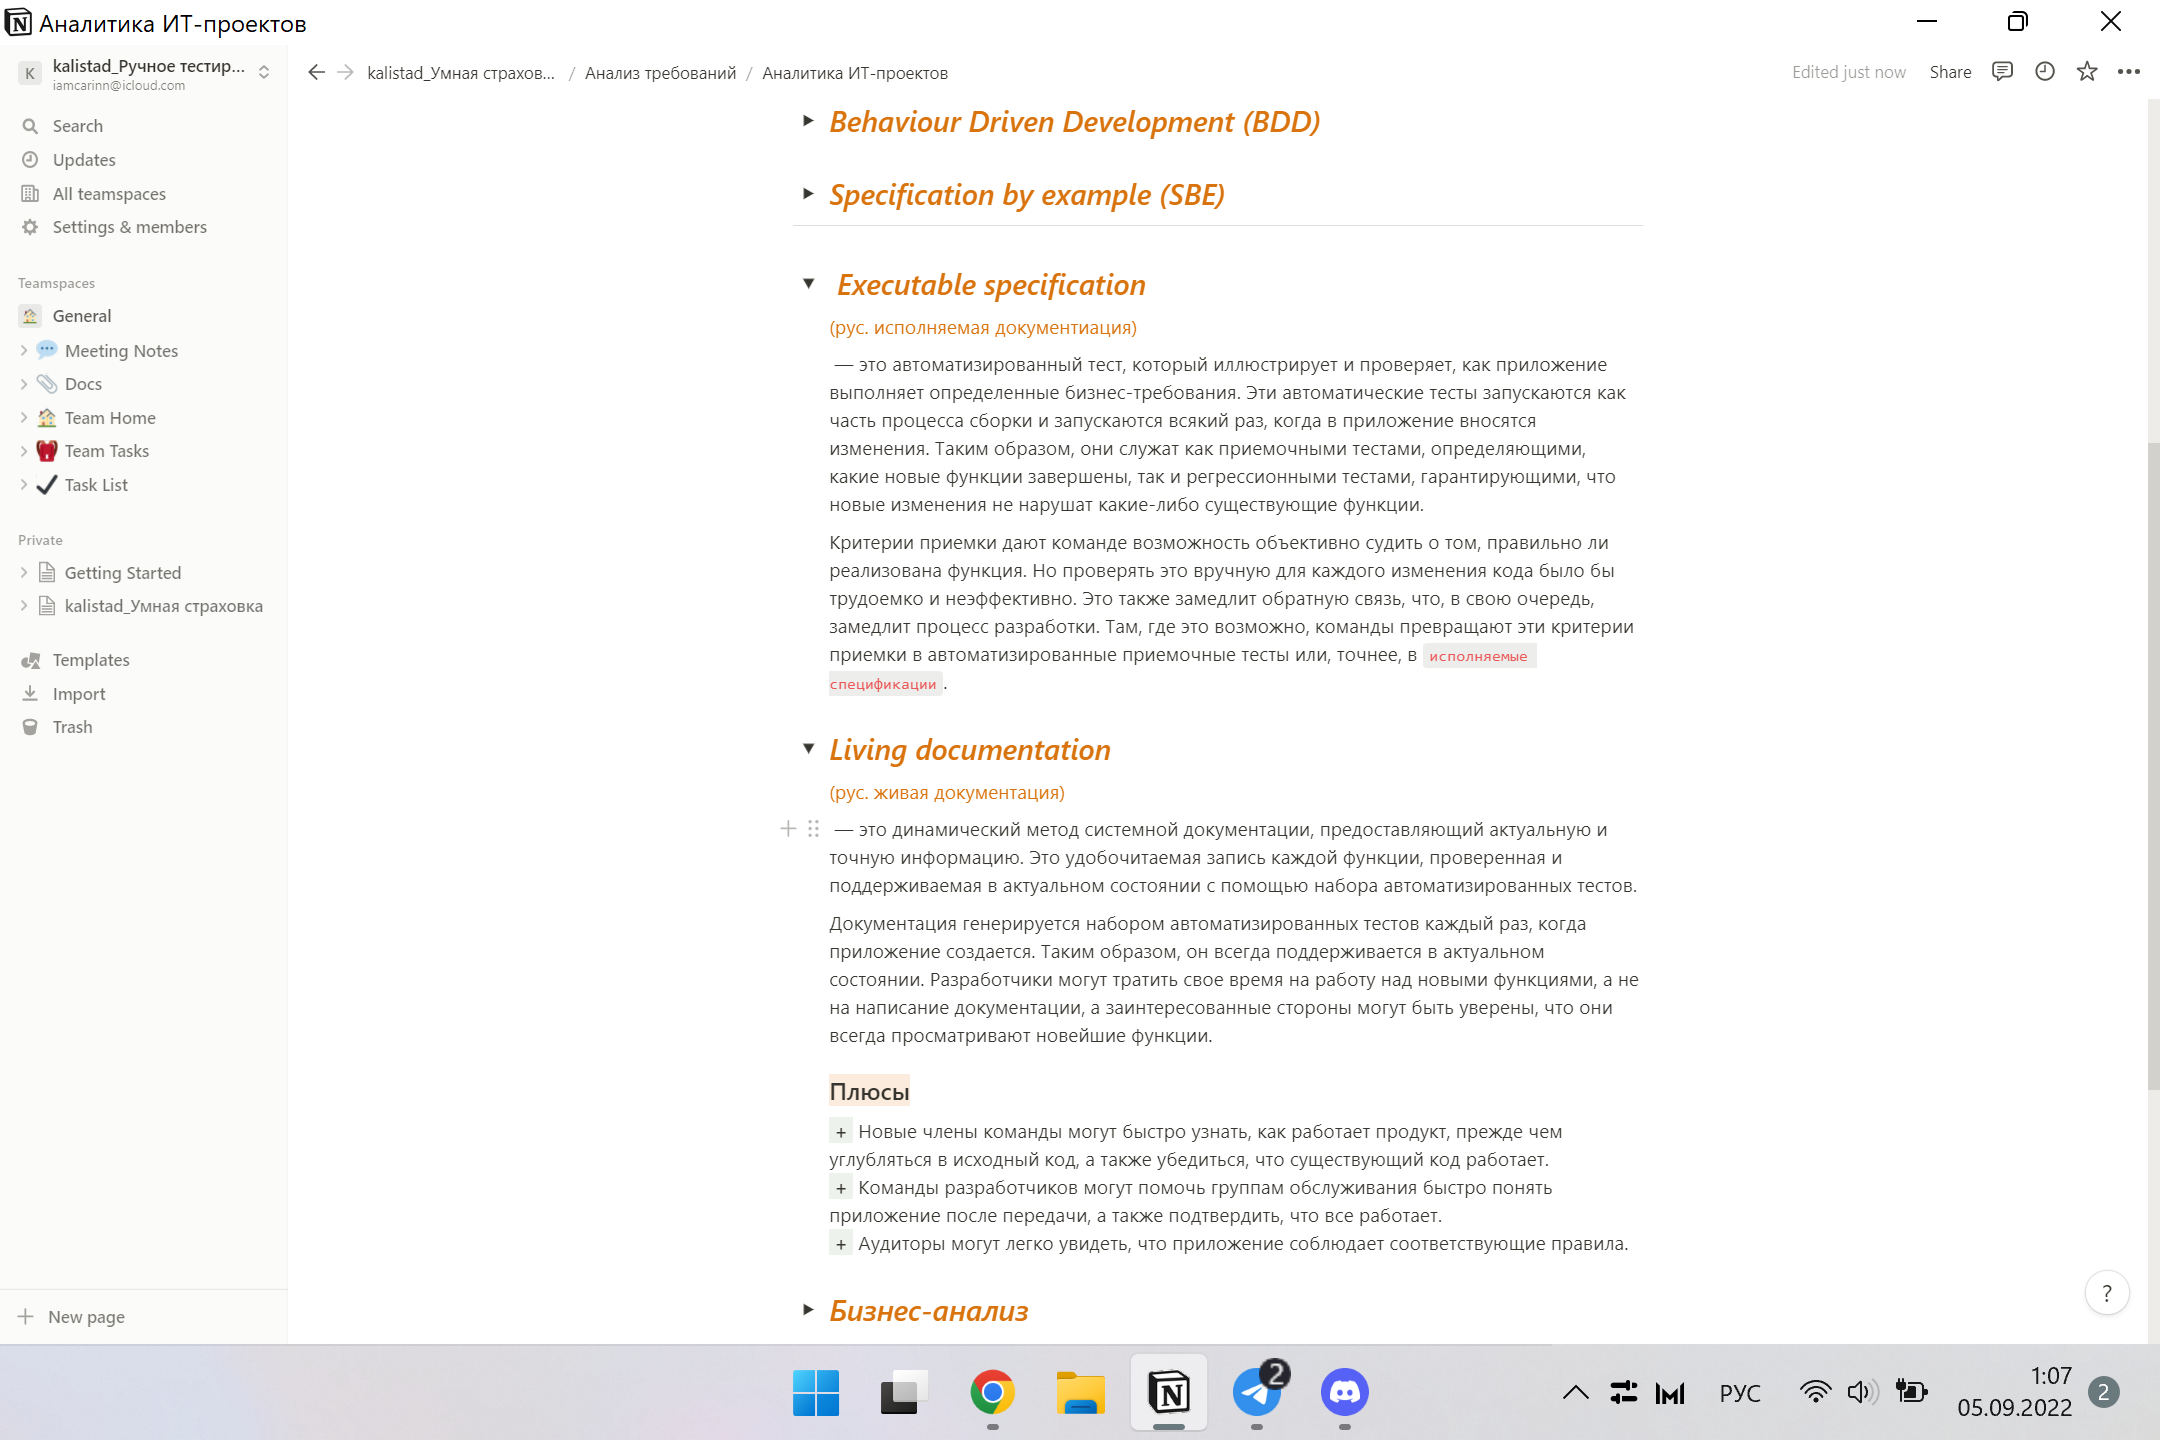 Аналитика ИТ-проектов
K
kalistad_Ручное тестир...
iamcarinn@icloud.com
Search
Updates
All teamspaces
Settings & members
Teamspaces
General
Meeting Notes
Docs
Team Home
Team Tasks
Task List
Private
Getting Started
kalistad_Умная страховка
Templates
Import
Trash
New page
kalistad_Умная страхов... / Анализ требований / Аналитика ИТ-проектов
Edited just now Share
Behaviour Driven Development (BDD)
Specification by example (SBE)
Executable specification
(рус. исполняемая документиация)
— это автоматизированный тест, который иллюстрирует и проверяет, как приложение
выполняет определенные бизнес-требования. Эти автоматические тесты запускаются как
часть процесса сборки и запускаются всякий раз, когда в приложение вносятся
изменения. Таким образом, они служат как приемочными тестами, определяющими,
какие новые функции завершены, так и регрессионными тестами, гарантирующими, что
новые изменения не нарушат какие-либо существующие функции.
Критерии приемки дают команде возможность объективно судить о том, правильно ли
реализована функция. Но проверять это вручную для каждого изменения кода было бы
трудоемко и неэффективно. Это также замедлит обратную связь, что, в свою очередь,
замедлит процесс разработки. Там, где это возможно, команды превращают эти критерии
приемки в автоматизированные приемочные тесты или, точнее, в исполняемые
спецификации.
Living documentation
(рус. живая документация)
— это динамический метод системной документации, предоставляющий актуальную и
точную информацию. Это удобочитаемая запись каждой функции, проверенная и
поддерживаемая в актуальном состоянии с помощью набора автоматизированных тестов.
Документация генерируется набором автоматизированных тестов каждый раз, когда
приложение создается. Таким образом, он всегда поддерживается в актуальном
состоянии. Разработчики могут тратить свое время на работу над новыми функциями, а не
на написание документации, а заинтересованные стороны могут быть уверены, что они
всегда просматривают новейшие функции.
Плюсы
+ Новые члены команды могут быстро узнать, как работает продукт, прежде чем
углубляться в исходный код, а также убедиться, что существующий код работает.
+ Команды разработчиков могут помочь группам обслуживания быстро понять
приложение после передачи, а также подтвердить, что все работает.
+ Аудиторы могут легко увидеть, что приложение соблюдает соответствующие правила.
Бизнес-анализ
?
2
РУС
1:07
05.09.2022
2